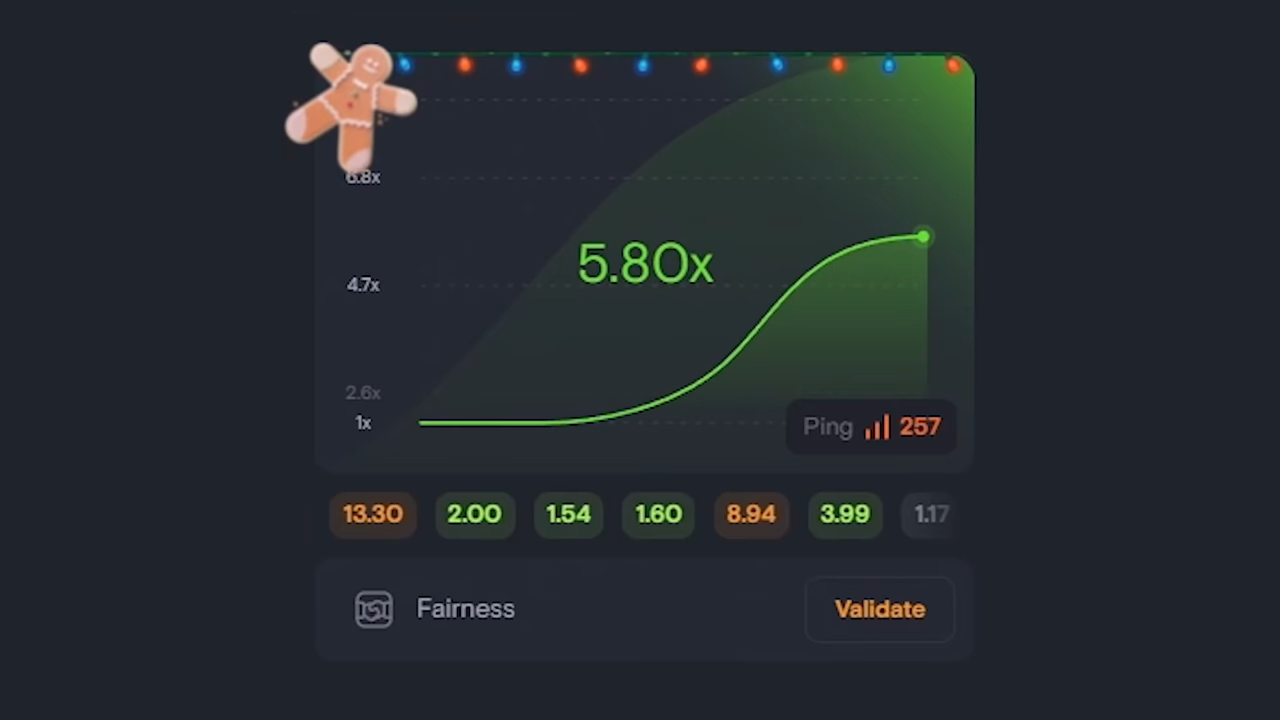 6.8x
5.80x
4.7x
2.6x
1x
Ping 257
13.30 2.00 1.54 1.60 8.94 3.99 1.17
Fairness Validate